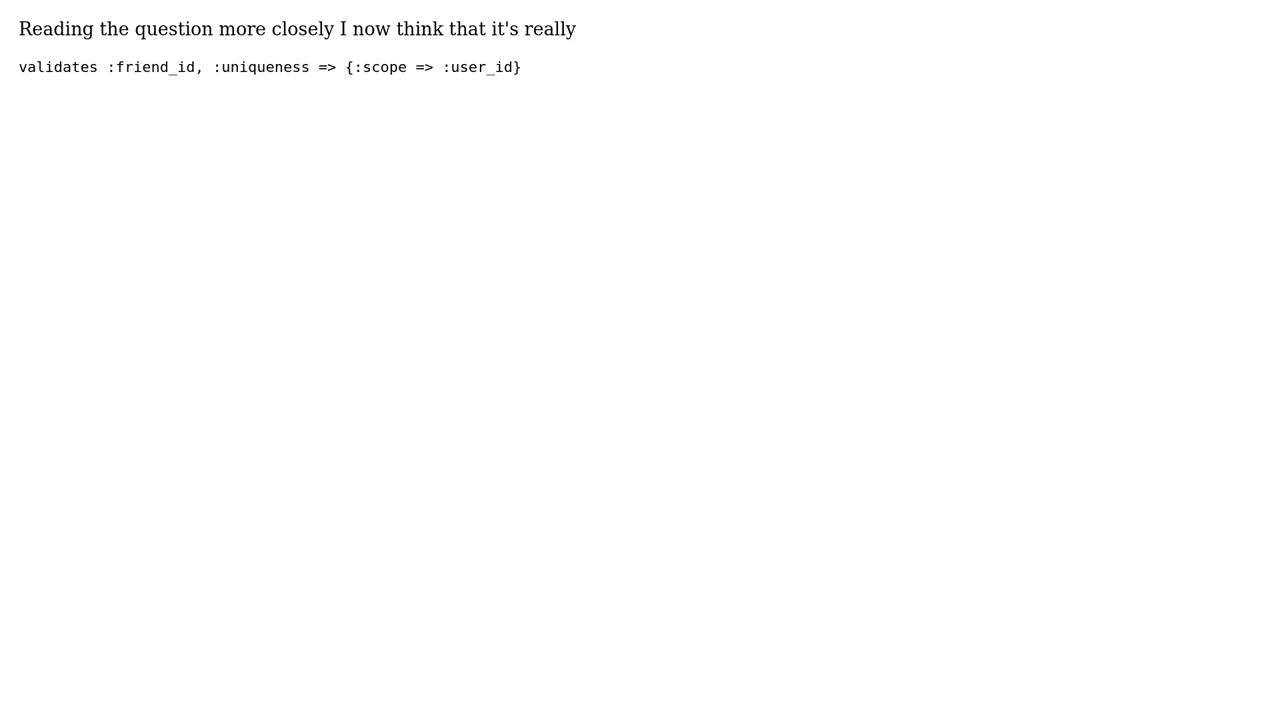 Reading the question more closely I now think that it's really
validates :friend_id, :uniqueness => {:scope => :user_id}